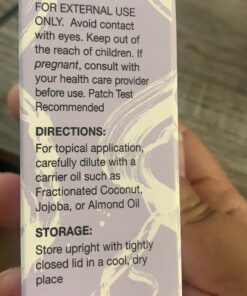 FOR EXTERNAL USE
ONLY. Avoid contact
with eyes. Keep out of
the reach of children. If
pregnant, consult with
your health care provider
before use. Patch Test
Recommended
DIRECTIONS:
For topical application,
carefully dilute with a
carrier oil such as
Fractionated Coconut,
Jojoba, or Almond Oil
STORAGE:
Store upright with tightly
closed lid in a cool, dry
place